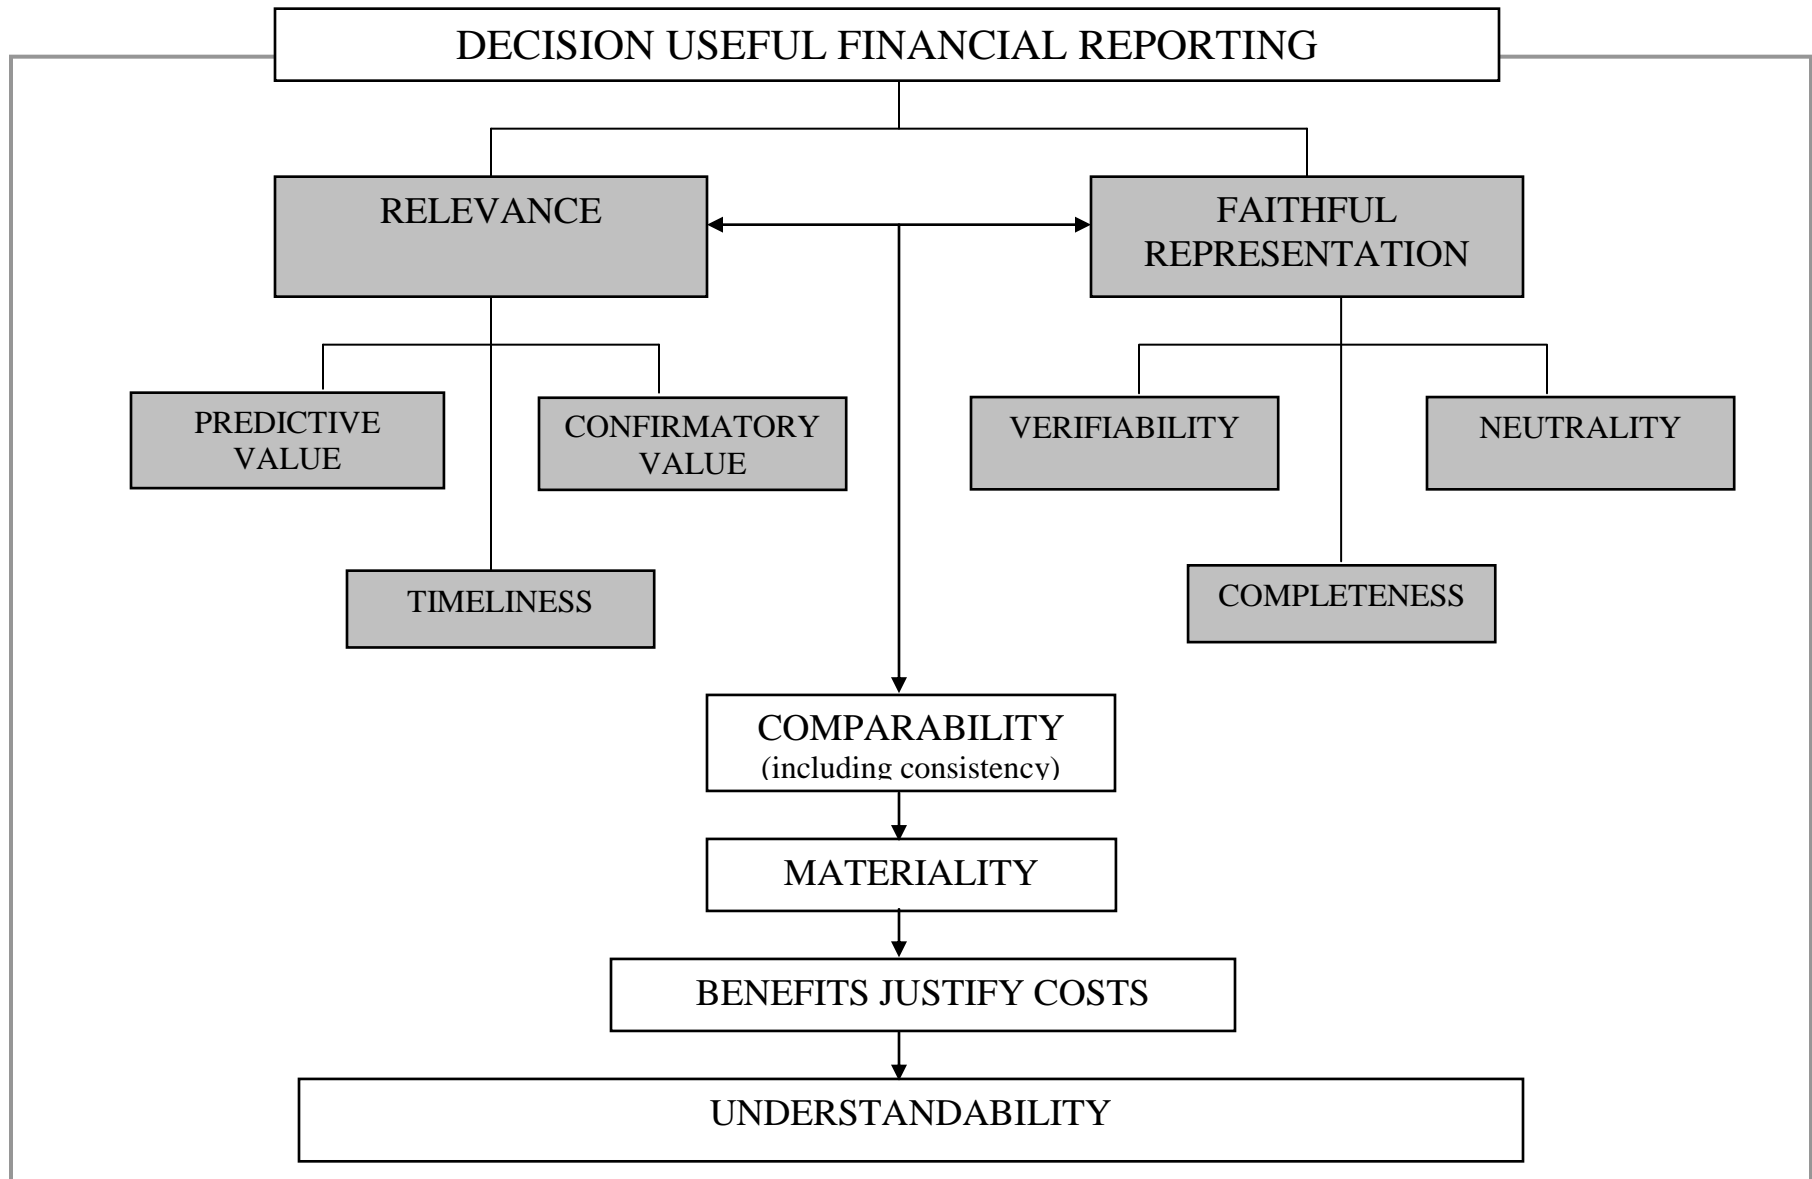 DECISION USEFUL FINANCIAL REPORTING
RELEVANCE
FAITHFUL
REPRESENTATION
PREDICTIVE
VALUE
CONFIRMATORY
VALUE
VERIFIABILITY
NEUTRALITY
TIMELINESS
COMPLETENESS
COMPARABILITY
(including consistency)
MATERIALITY
BENEFITS JUSTIFY COSTS
UNDERSTANDABILITY